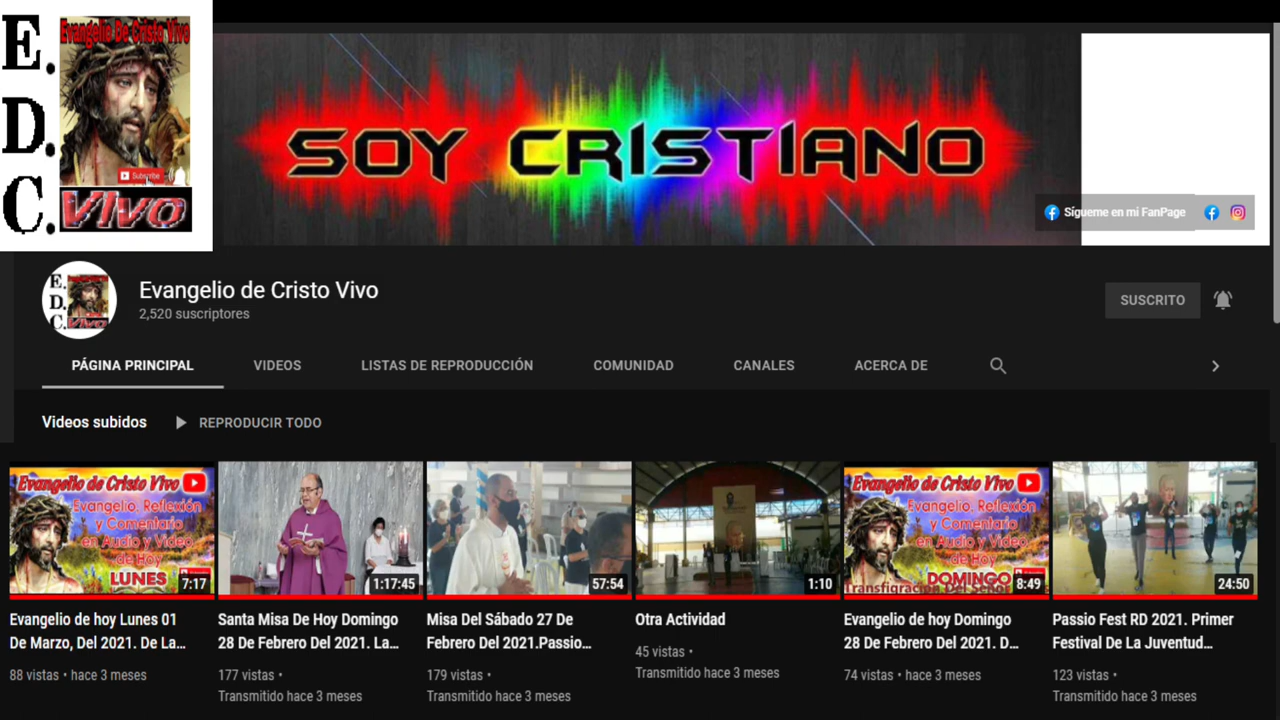 E.
D.
C.
Evangelio De Cristo Vivo
Subscribe
VIvo
SOY CRISTIANO
Sígueme en mi FanPage
E.
D.
C.
VIvo
Evangelio de Cristo Vivo
2,520 suscriptores
SUSCRITO
PÁGINA PRINCIPAL
VIDEOS
LISTAS DE REPRODUCCIÓN
COMUNIDAD
CANALES
ACERCA DE
Videos subidos
REPRODUCIR TODO
Evangelio de Cristo Vivo
Evangelio, Reflexión
y Comentario
en Audio y Video
de Hoy
LUNES
7:17
Evangelio de hoy Lunes 01
De Marzo, Del 2021. De La...
88 vistas • hace 3 meses
1:17:45
Santa Misa De Hoy Domingo
28 De Febrero Del 2021. La...
177 vistas •
Transmitido hace 3 meses
57:54
Misa Del Sábado 27 De
Febrero Del 2021.Passio...
179 vistas •
Transmitido hace 3 meses
1:10
Otra Actividad
45 vistas •
Transmitido hace 3 meses
Evangelio de Cristo Vivo
Evangelio, Reflexión
y Comentario
en Audio y Video
de Hoy
DOMINGO
Transfigración Del Señor
8:49
Evangelio de hoy Domingo
28 De Febrero Del 2021. D...
74 vistas • hace 3 meses
24:50
Passio Fest RD 2021. Primer
Festival De La Juventud...
123 vistas •
Transmitido hace 3 meses